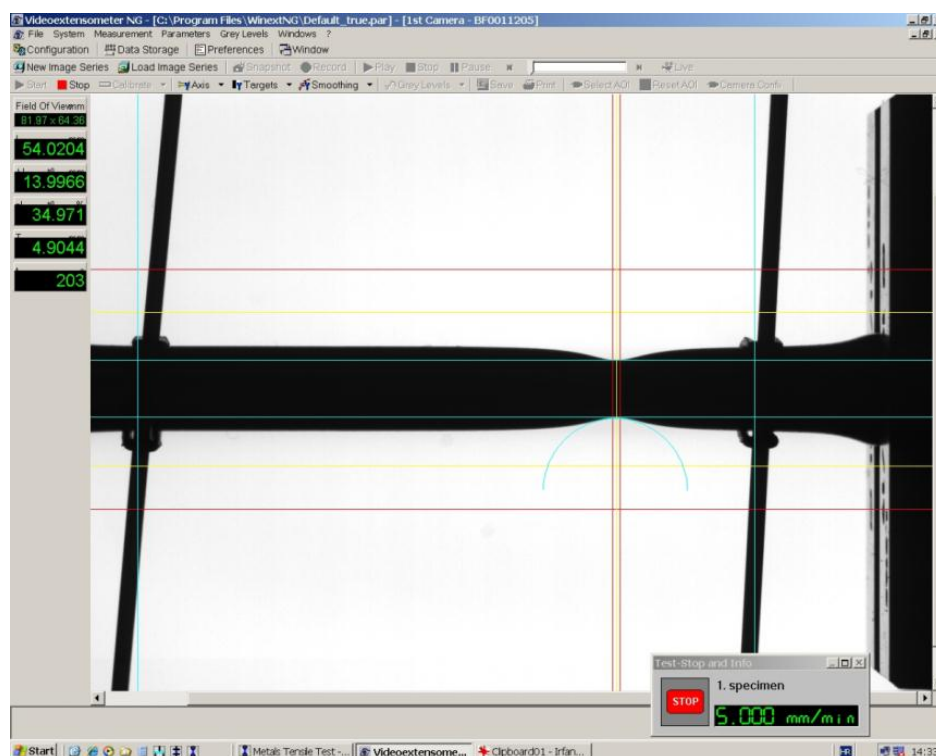 Videoextensometer NG - [C:\Program Files\WinextNG\Default_true.par] - [1st Camera - BF0011205]
File System Measurement Parameters Grey Levels Windows ?
Configuration Data Storage Preferences Window
New Image Series Load Image Series Snapshot Record Play Stop Pause Live
Start Stop Calibrate Axis Targets Smoothing Grey Levels Save Print Select AOI Reset AOI Camera Config
Field Of View mm
81.97 x 64.36
54.0204
13.9966
34.971
4.9044
203
Test-Stop and Info
1. specimen
STOP
5.000 mm/min
Start Metals Tensile Test -... Videoextensome... Clipboard01 - Irfan... 14:33